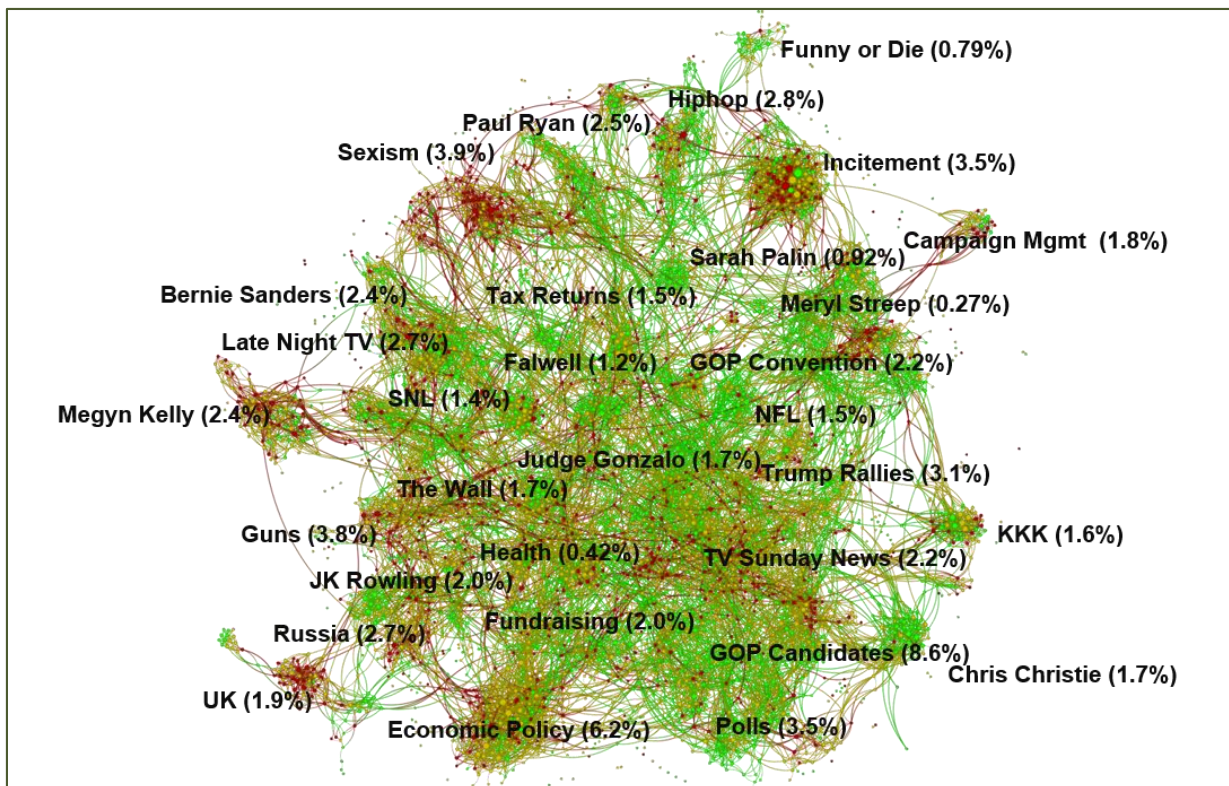 Funny or Die (0.79%)
Hiphop (2.8%)
Paul Ryan (2.5%)
Sexism (3.9%)
Incitement (3.5%)
Campaign Mgmt (1.8%)
Sarah Palin (0.92%)
Bernie Sanders (2.4%)
Tax Returns (1.5%)
Meryl Streep (0.27%)
Late Night TV (2.7%)
Falwell (1.2%)
GOP Convention (2.2%)
SNL (1.4%)
Megyn Kelly (2.4%)
NFL (1.5%)
Judge Gonzalo (1.7%)
Trump Rallies (3.1%)
The Wall (1.7%)
Guns (3.8%)
KKK (1.6%)
Health (0.42%)
TV Sunday News (2.2%)
JK Rowling (2.0%)
Fundraising (2.0%)
Russia (2.7%)
GOP Candidates (8.6%)
Chris Christie (1.7%)
UK (1.9%)
Economic Policy (6.2%)
Polls (3.5%)